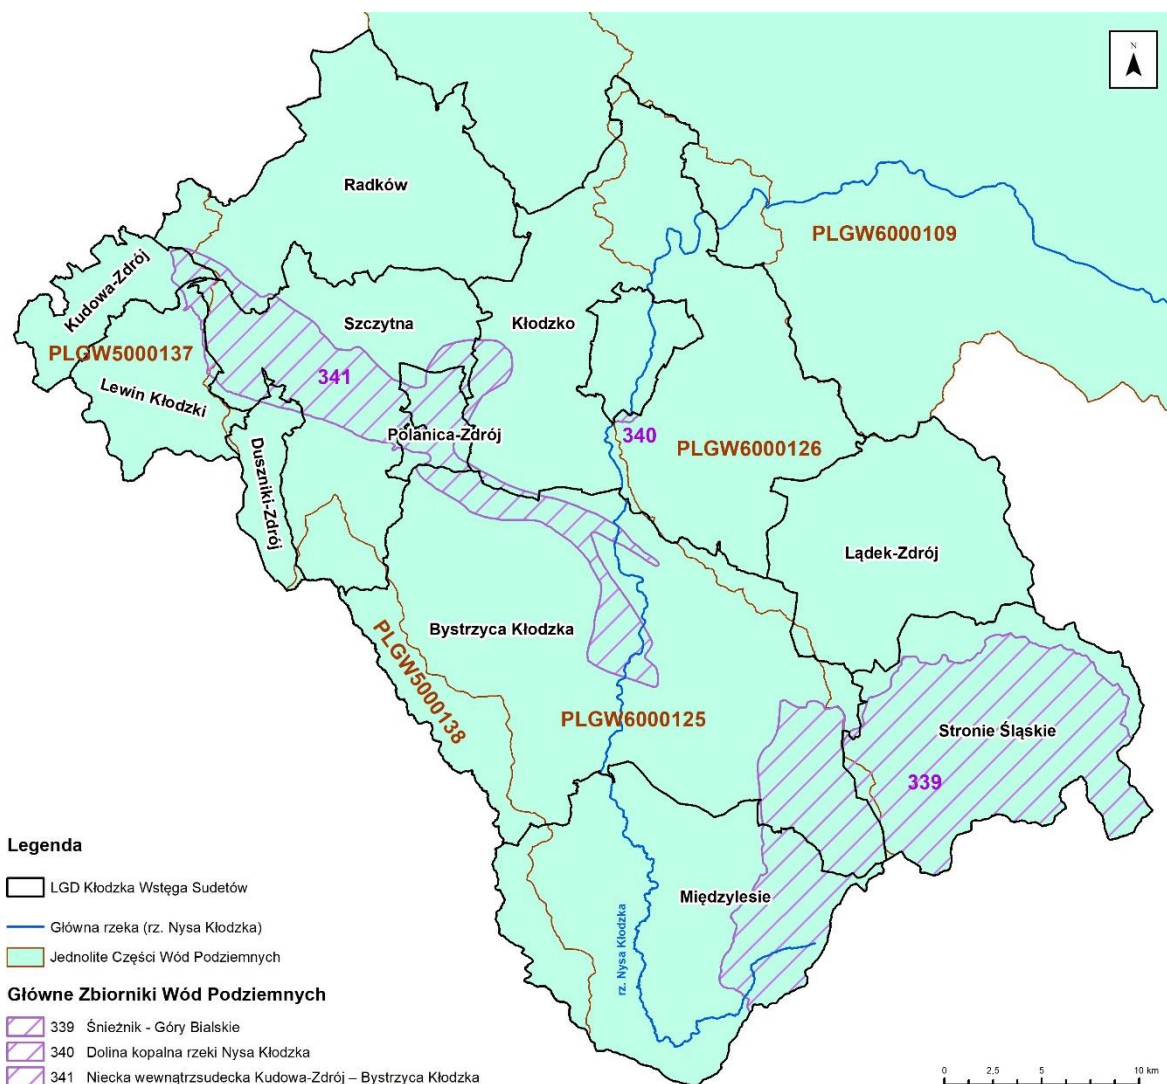 N
Radków
PLGW6000109
Kudowa-Zdrój
Szczytna
Kłodzko
PLGW5000137
341
Lewin Kłodzki
Polanica-Zdrój
340
PLGW6000126
Duszniki-Zdrój
Lądek-Zdrój
Bystrzyca Kłodzka
PLGW5000138
PLGW6000125
Stronie Śląskie
339
Międzylesie
rz. Nysa Kłodzka
Legenda
LGD Kłodzka Wstęga Sudetów
Główna rzeka (rz. Nysa Kłodzka)
Jednolite Części Wód Podziemnych
Główne Zbiorniki Wód Podziemnych
339 Śnieżnik - Góry Bialskie
340 Dolina kopalna rzeki Nysa Kłodzka
341 Niecka wewnątrzsudecka Kudowa-Zdrój – Bystrzyca Kłodzka
0 2,5 5 10 km